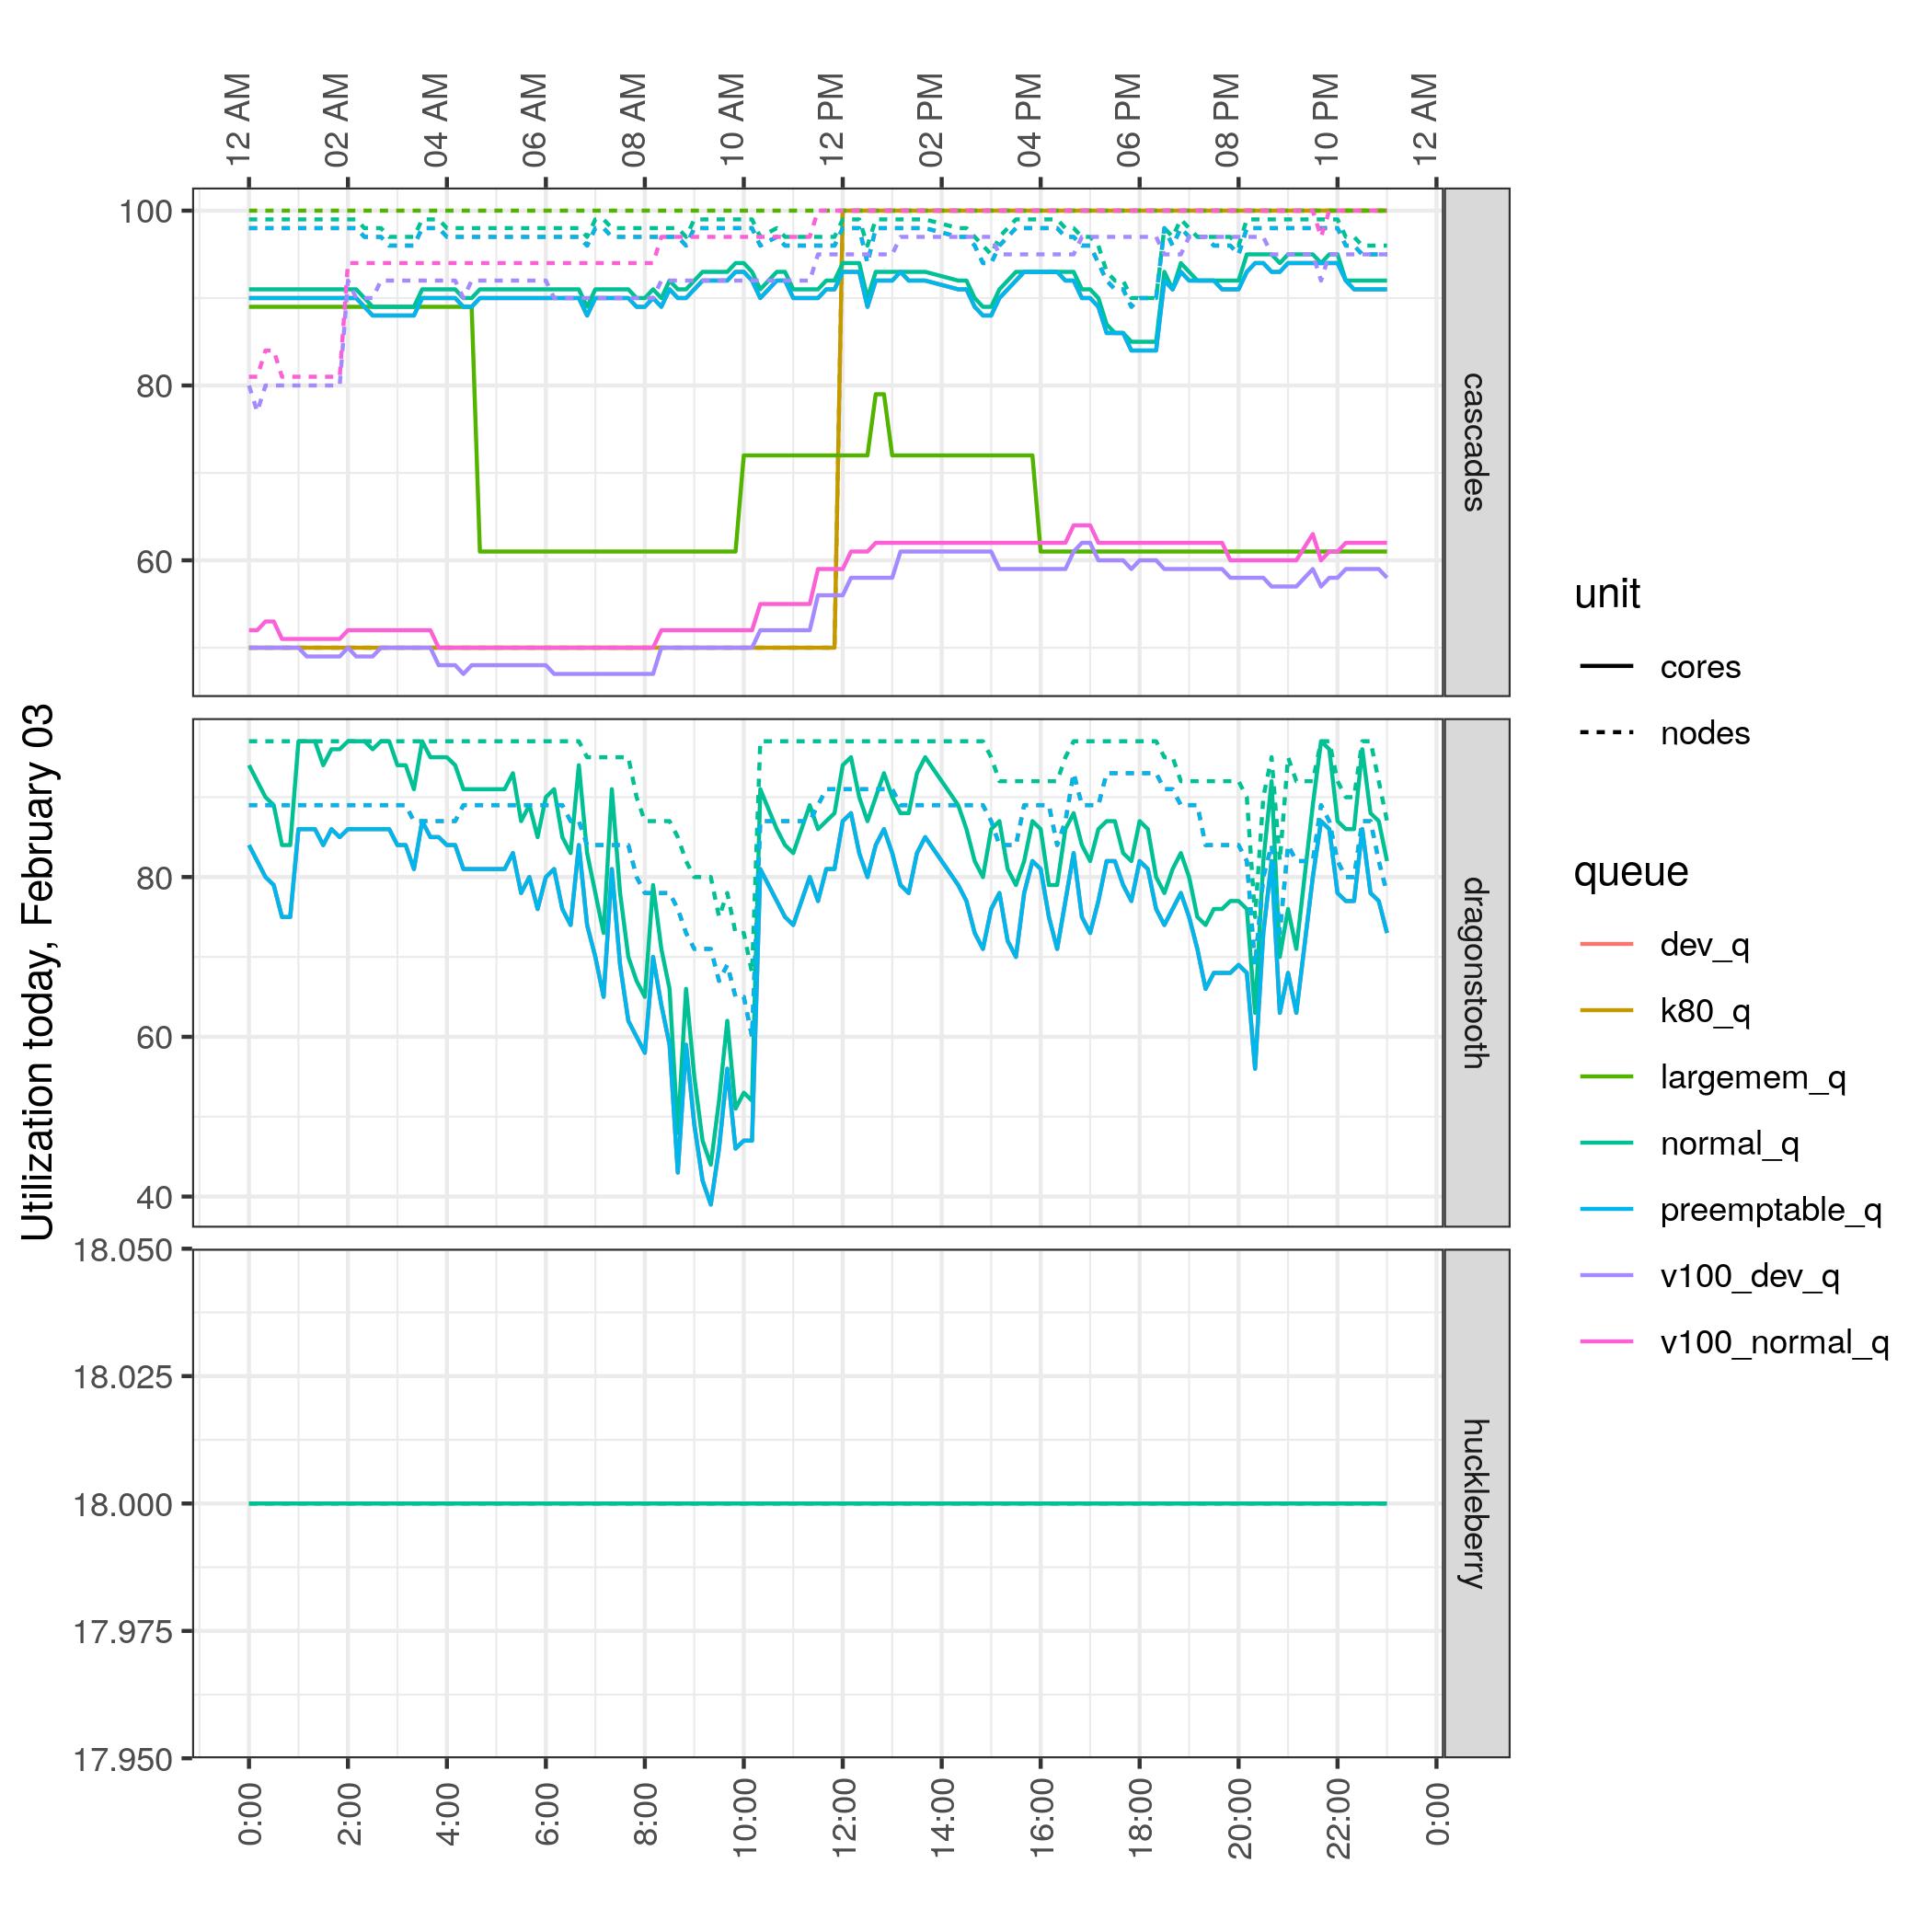 12 AM
02 AM
04 AM
06 AM
08 AM
10 AM
12 PM
02 PM
04 PM
06 PM
08 PM
10 PM
12 AM
Utilization today, February 03
100
80
60
cascades
80
60
40
dragonstooth
18.050
18.025
18.000
17.975
17.950
huckleberry
0:00
2:00
4:00
6:00
8:00
10:00
12:00
14:00
16:00
18:00
20:00
22:00
0:00
unit
cores
nodes
queue
dev_q
k80_q
largemem_q
normal_q
preemptable_q
v100_dev_q
v100_normal_q